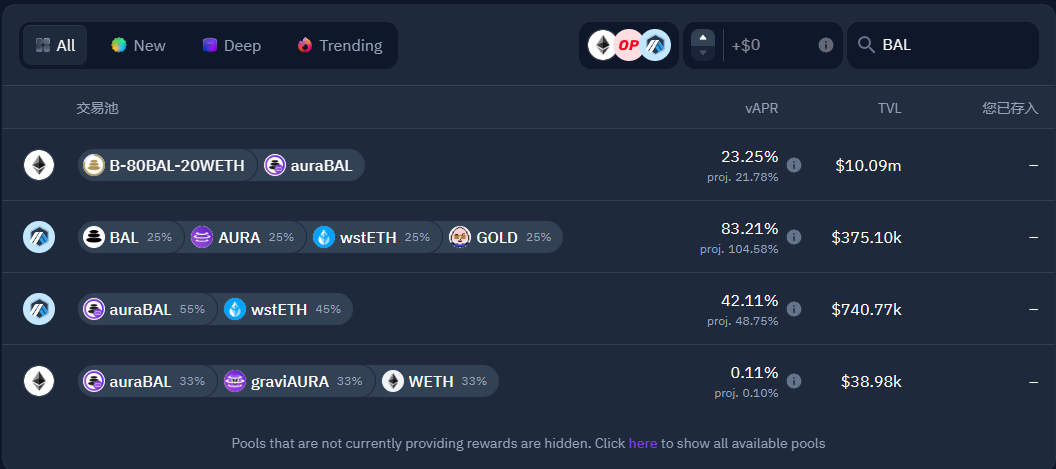 All New Deep Trending OP +$0 BAL
交易池 vAPR TVL 您已存入
B-80BAL-20WETH auraBAL 23.25% $10.09m –
proj. 21.78%
BAL 25% AURA 25% wstETH 25% GOLD 25% 83.21% $375.10k –
proj. 104.58%
auraBAL 55% wstETH 45% 42.11% $740.77k –
proj. 48.75%
auraBAL 33% graviAURA 33% WETH 33% 0.11% $38.98k –
proj. 0.10%
Pools that are not currently providing rewards are hidden. Click here to show all available pools